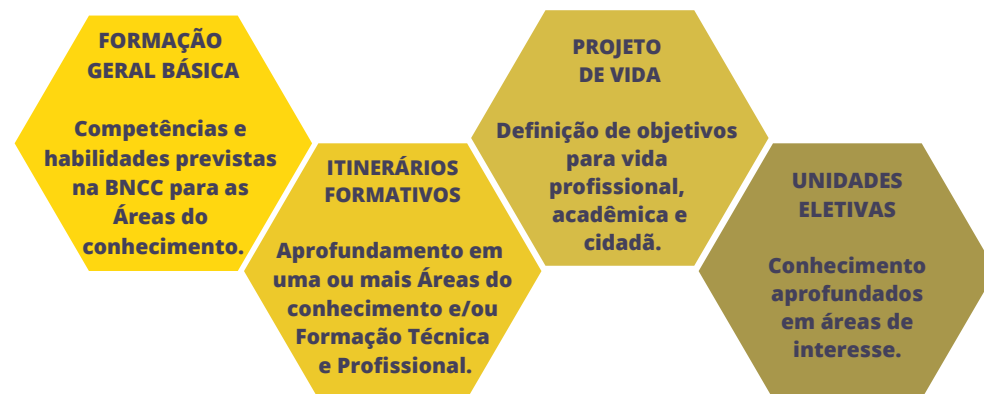 FORMAÇÃO
GERAL BÁSICA
Competências e
habilidades previstas
na BNCC para as
Áreas do
conhecimento.
ITINERÁRIOS
FORMATIVOS
Aprofundamento em
uma ou mais Áreas do
conhecimento e/ou
Formação Técnica
e Profissional.
PROJETO
DE VIDA
Definição de objetivos
para vida
profissional,
acadêmica e
cidadã.
UNIDADES
ELETIVAS
Conhecimento
aprofundados
em áreas de
interesse.